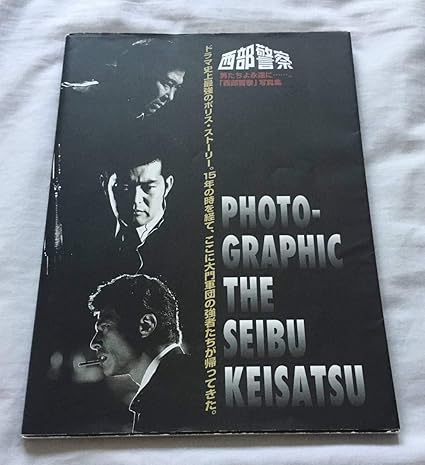 西部警察
男たちよ永遠に……。
「西部警察」写真集
ドラマ史上最強のポリス・ストーリー。15年の時を経て、ここに大門軍団の強者たちが帰ってきた。
PHOTO-
GRAPHIC
THE
SEIBU
KEISATSU